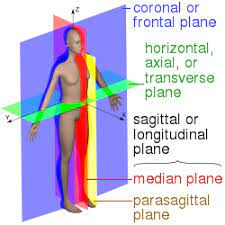 coronal or
frontal plane
horizontal,
axial, or
transverse
plane
sagittal or
longitudinal
plane
median plane
parasagittal
plane
Z
Y
X